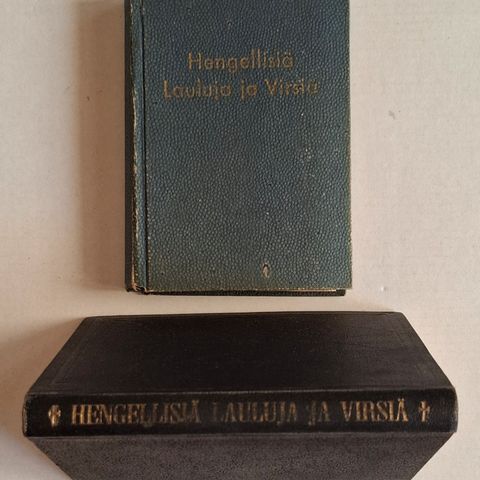 Hengellisiä
Lauluja ja Virsiä
HENGELLISIÄ LAULUJA JA VIRSIÄ